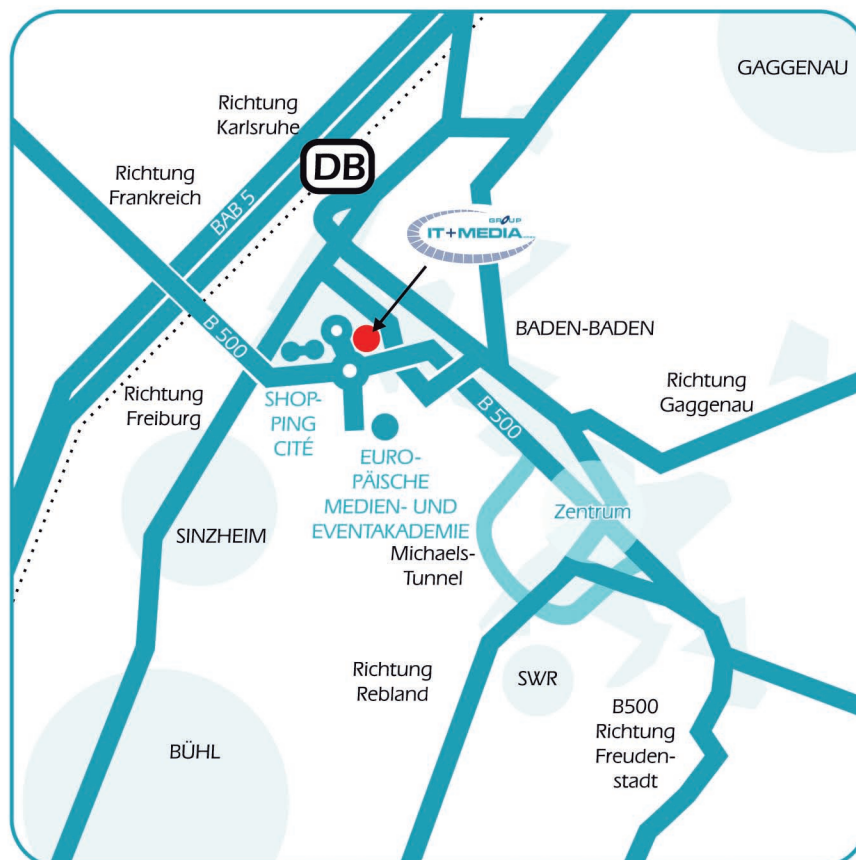 GAGGENAU
Richtung
Karlsruhe
DB
Richtung
Frankreich
BAB 5
GROUP
IT+MEDIA
B 500
BADEN-BADEN
Richtung
Freiburg
SHOP-
PING
CITÉ
Richtung
Gaggenau
B 500
EURO-
PÄISCHE
MEDIEN- UND
EVENTAKADEMIE
Zentrum
SINZHEIM
Michaels-
Tunnel
Richtung
Rebland
SWR
B500
Richtung
Freuden-
stadt
BÜHL